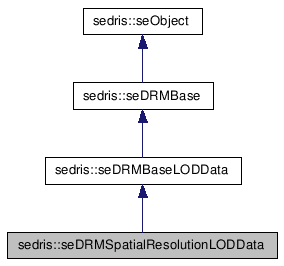 sedris::seObject
sedris::seDRMBase
sedris::seDRMBaseLODData
sedris::seDRMSpatialResolutionLODData